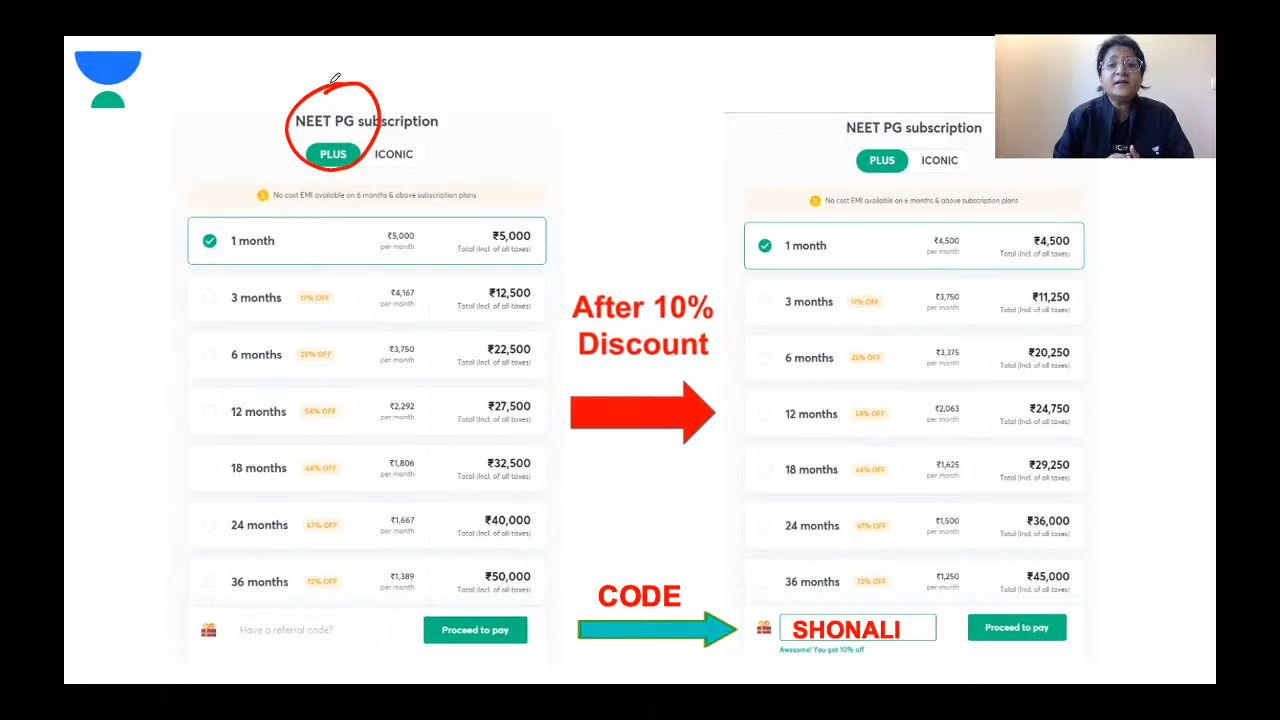 NEET PG subscription
PLUS ICONIC
No cost EMI available on 6 months & above subscription plans
1 month ₹5,000 ₹5,000
per month Total (Incl. of all taxes)
3 months 17% OFF ₹4,167 ₹12,500
per month Total (Incl. of all taxes)
6 months 25% OFF ₹3,750 ₹22,500
per month Total (Incl. of all taxes)
12 months 54% OFF ₹2,292 ₹27,500
per month Total (Incl. of all taxes)
18 months 64% OFF ₹1,806 ₹32,500
per month Total (Incl. of all taxes)
24 months 67% OFF ₹1,667 ₹40,000
per month Total (Incl. of all taxes)
36 months 72% OFF ₹1,389 ₹50,000
per month Total (Incl. of all taxes)
Have a referral code? Proceed to pay
After 10%
Discount
CODE
NEET PG subscription
PLUS ICONIC
No cost EMI available on 6 months & above subscription plans
1 month ₹4,500 ₹4,500
per month Total (Incl. of all taxes)
3 months 17% OFF ₹3,750 ₹11,250
per month Total (Incl. of all taxes)
6 months 25% OFF ₹3,375 ₹20,250
per month Total (Incl. of all taxes)
12 months 54% OFF ₹2,063 ₹24,750
per month Total (Incl. of all taxes)
18 months 64% OFF ₹1,625 ₹29,250
per month Total (Incl. of all taxes)
24 months 67% OFF ₹1,500 ₹36,000
per month Total (Incl. of all taxes)
36 months 72% OFF ₹1,250 ₹45,000
per month Total (Incl. of all taxes)
SHONALI Proceed to pay
Awesome! You got 10% off